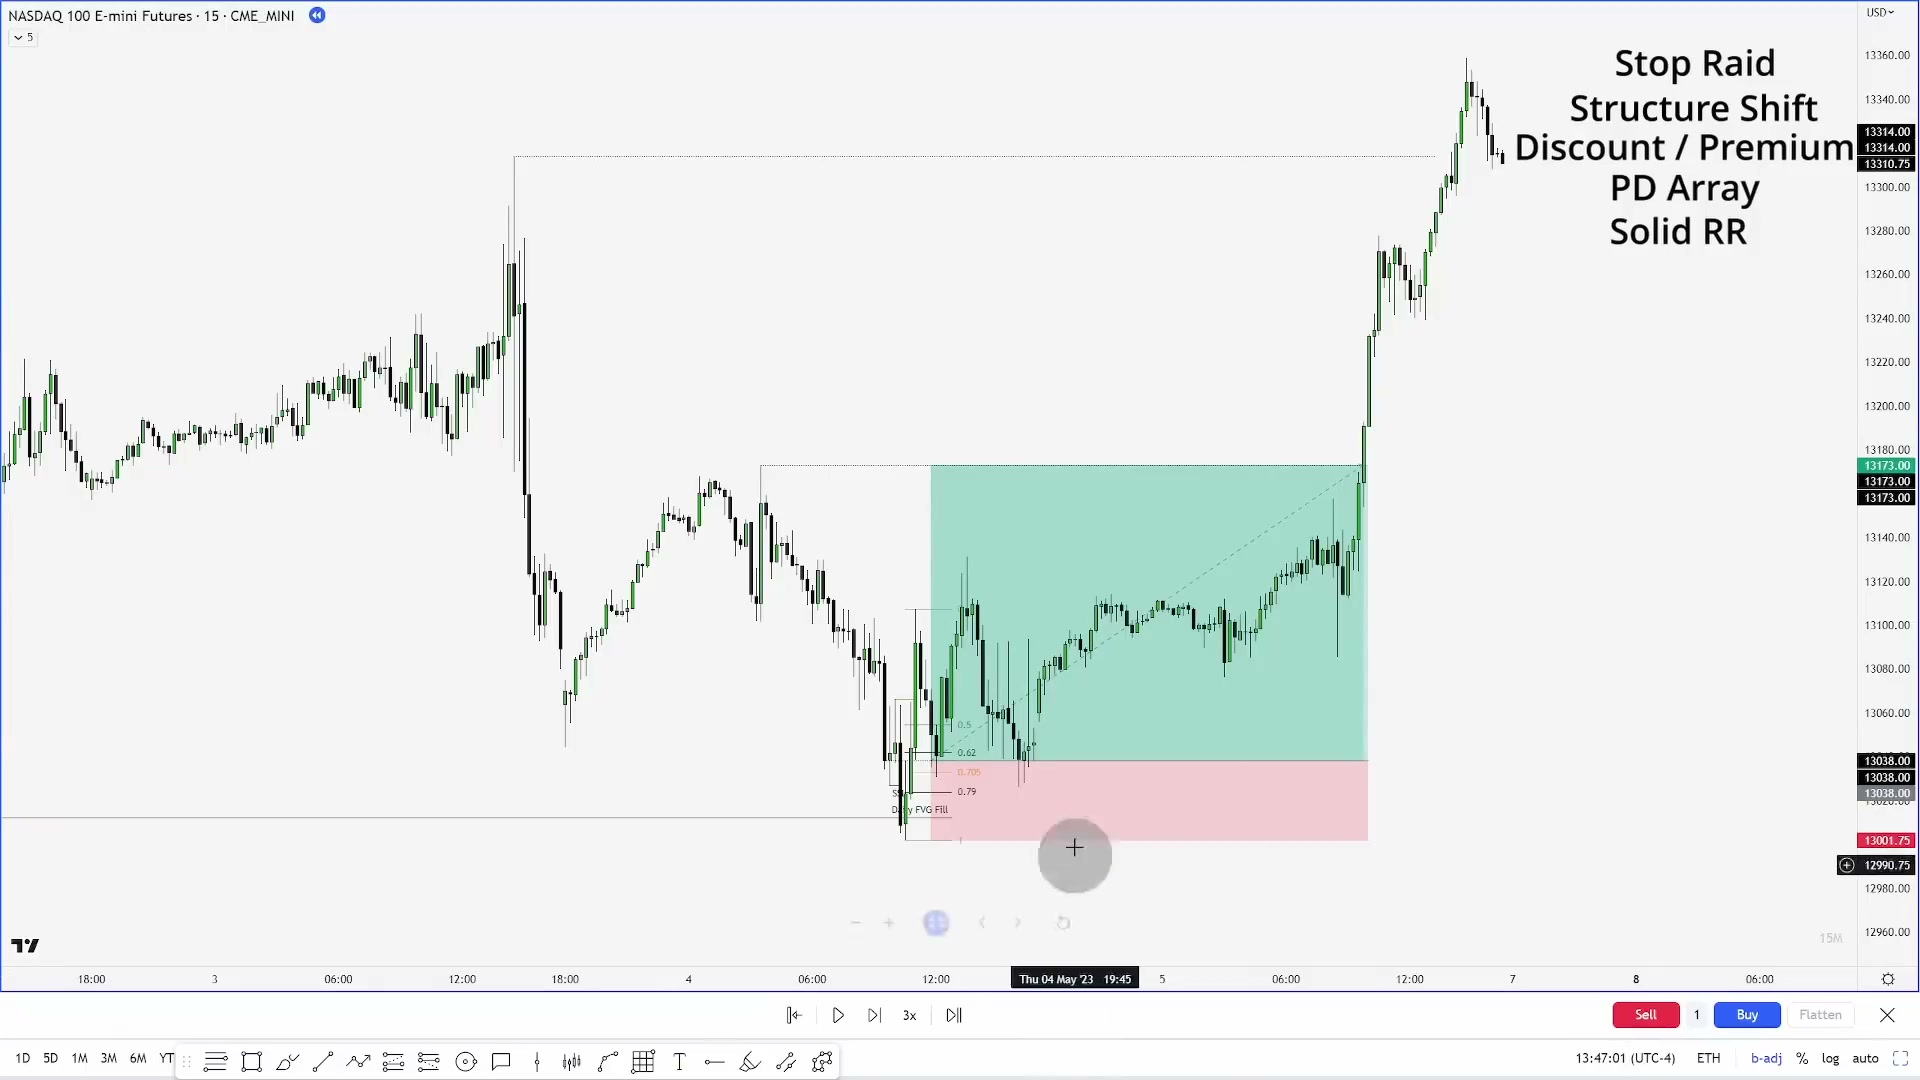 NASDAQ 100 E-mini Futures · 15 · CME_MINI
5
USD
Stop Raid
Structure Shift
Discount / Premium
PD Array
Solid RR
13360.00
13340.00
13314.00
13314.00
13310.75
13300.00
13280.00
13260.00
13240.00
13220.00
13200.00
13180.00
13173.00
13173.00
13173.00
13140.00
13120.00
13100.00
13080.00
13060.00
13038.00
13038.00
13038.00
13001.75
12990.75
12980.00
12960.00
0.5
0.62
0.705
0.79
FVG Fill
1
15M
18:00 3 06:00 12:00 18:00 4 06:00 12:00 Thu 04 May '23 19:45 5 06:00 12:00 7 8 06:00
3x
Sell 1 Buy Flatten
1D 5D 1M 3M 6M YT
T
13:47:01 (UTC-4) ETH b-adj % log auto